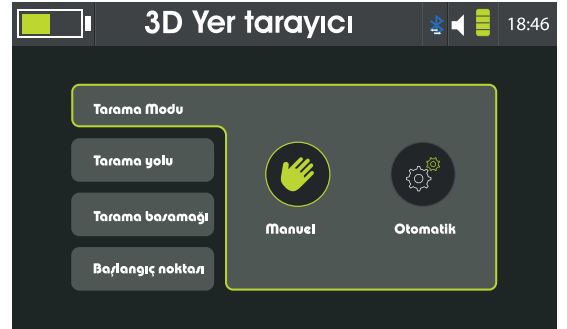 3D Yer tarayıcı
18:46
Tarama Modu
Tarama yolu
Tarama basamağı
Başlangıç noktası
Manuel
Otomatik